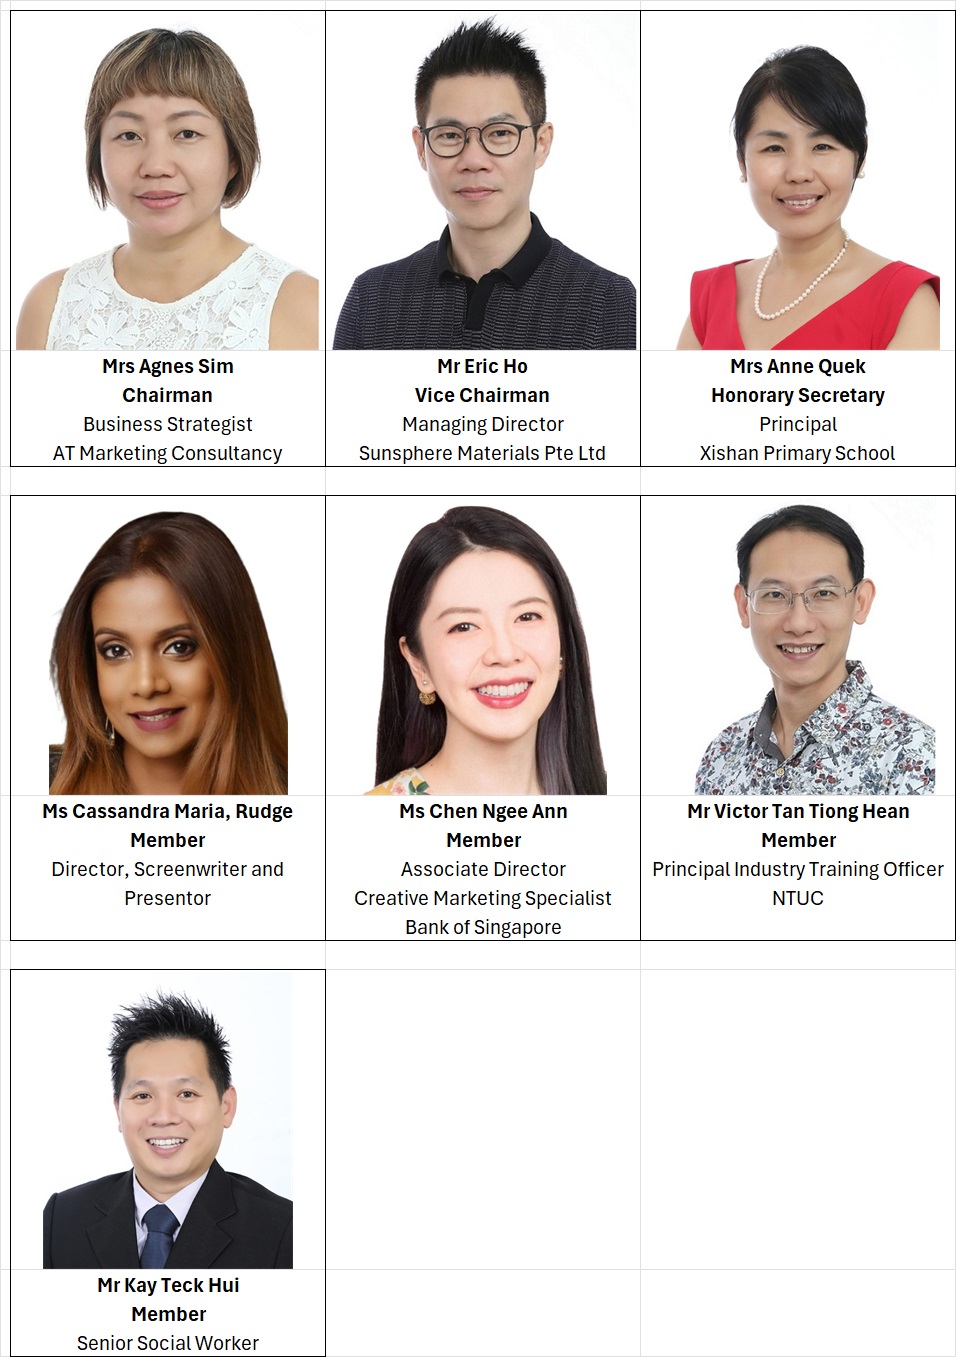 Mrs Agnes Sim
Chairman
Business Strategist
AT Marketing Consultancy
Mr Eric Ho
Vice Chairman
Managing Director
Sunsphere Materials Pte Ltd
Mrs Anne Quek
Honorary Secretary
Principal
Xishan Primary School
Ms Cassandra Maria, Rudge
Member
Director, Screenwriter and
Presentor
Ms Chen Ngee Ann
Member
Associate Director
Creative Marketing Specialist
Bank of Singapore
Mr Victor Tan Tiong Hean
Member
Principal Industry Training Officer
NTUC
Mr Kay Teck Hui
Member
Senior Social Worker